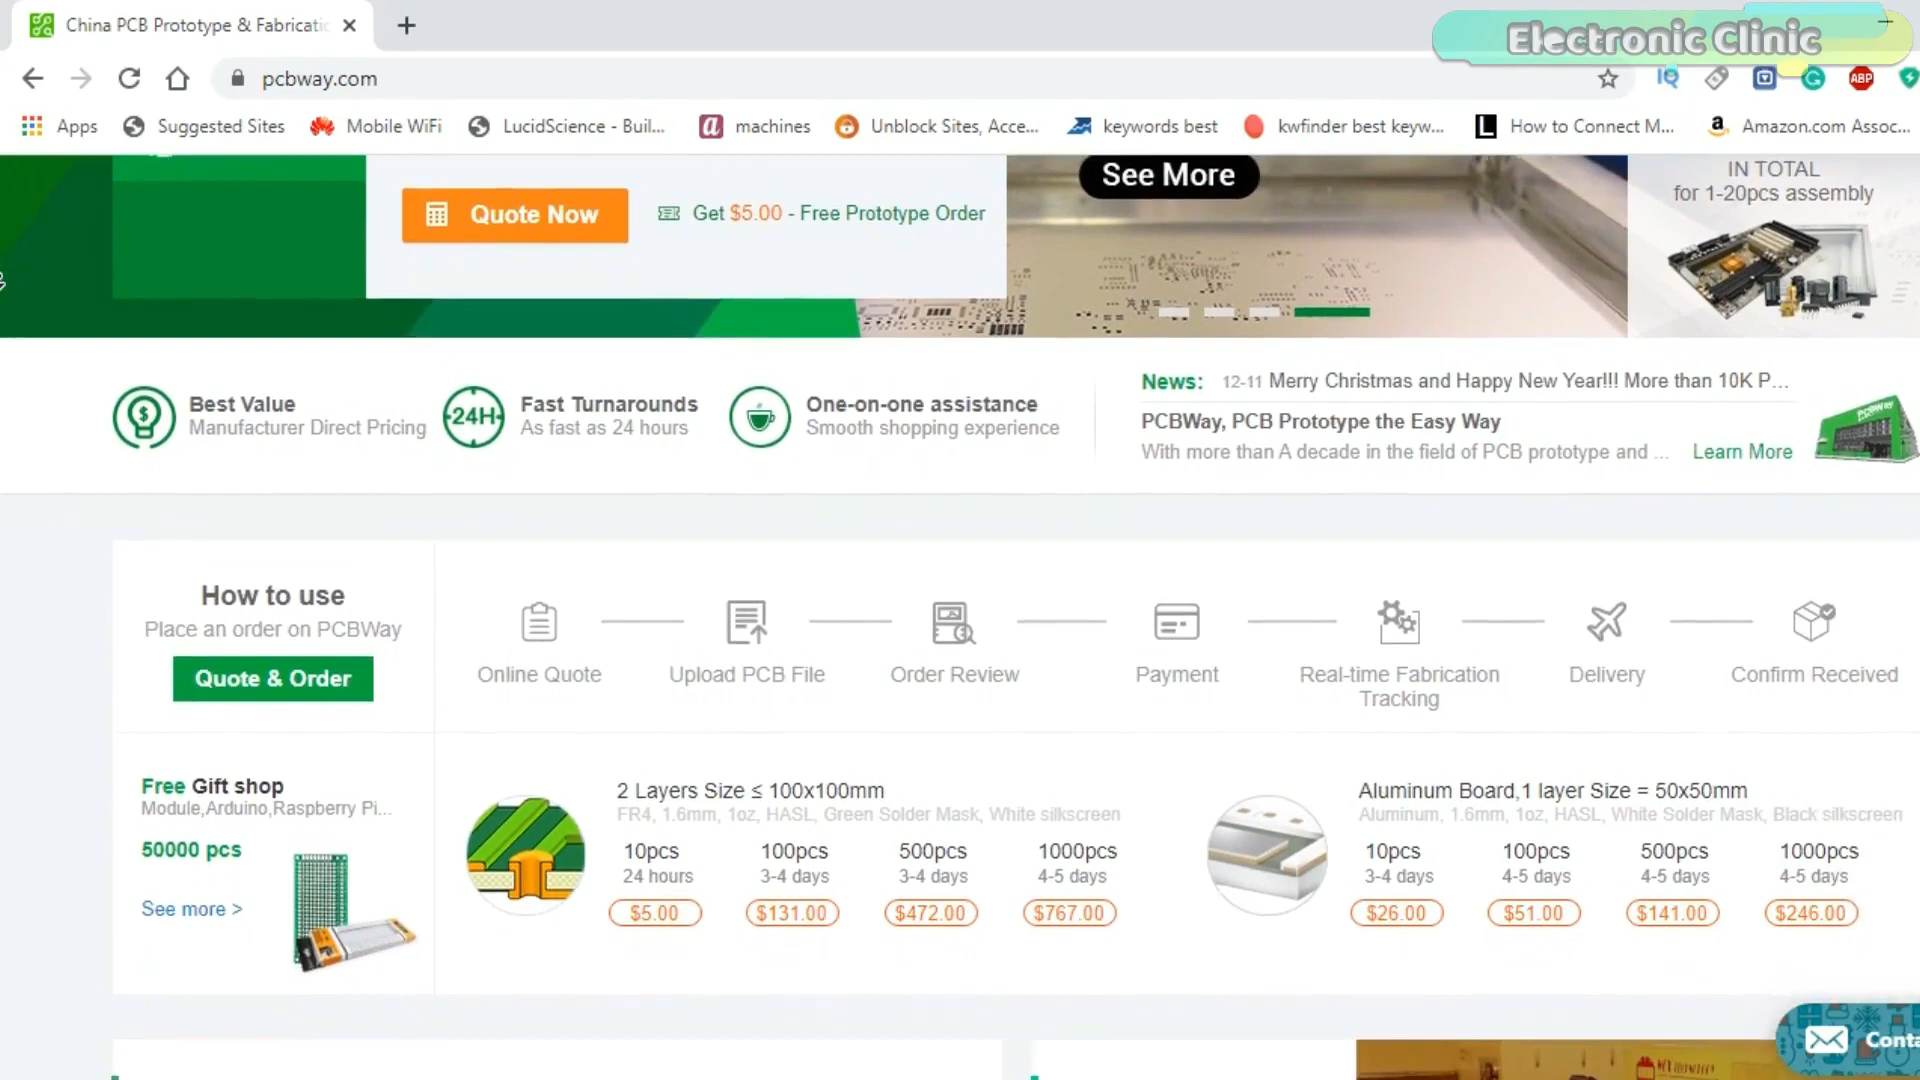 China PCB Prototype & Fabricati
Electronic Clinic
pcbway.com
ABP
Apps
Suggested Sites
Mobile WiFi
LucidScience - Buil...
machines
Unblock Sites, Acce...
keywords best
kwfinder best keyw...
How to Connect M...
Amazon.com Assoc...
See More
IN TOTAL
for 1-20pcs assembly
Quote Now
Get $5.00 - Free Prototype Order
Best Value
Manufacturer Direct Pricing
24H
Fast Turnarounds
As fast as 24 hours
One-on-one assistance
Smooth shopping experience
News: 12-11 Merry Christmas and Happy New Year!!! More than 10K P...
PCBWay, PCB Prototype the Easy Way
With more than A decade in the field of PCB prototype and ... Learn More
How to use
Place an order on PCBWay
Quote & Order
Online Quote
Upload PCB File
Order Review
Payment
Real-time Fabrication
Tracking
Delivery
Confirm Received
Free Gift shop
Module,Arduino,Raspberry Pi...
50000 pcs
See more >
2 Layers Size ≤ 100x100mm
FR4, 1.6mm, 1oz, HASL, Green Solder Mask, White silkscreen
10pcs 100pcs 500pcs 1000pcs
24 hours 3-4 days 3-4 days 4-5 days
$5.00 $131.00 $472.00 $767.00
Aluminum Board,1 layer Size = 50x50mm
Aluminum, 1.6mm, 1oz, HASL, White Solder Mask, Black silkscreen
10pcs 100pcs 500pcs 1000pcs
3-4 days 4-5 days 4-5 days 4-5 days
$26.00 $51.00 $141.00 $246.00
Conta